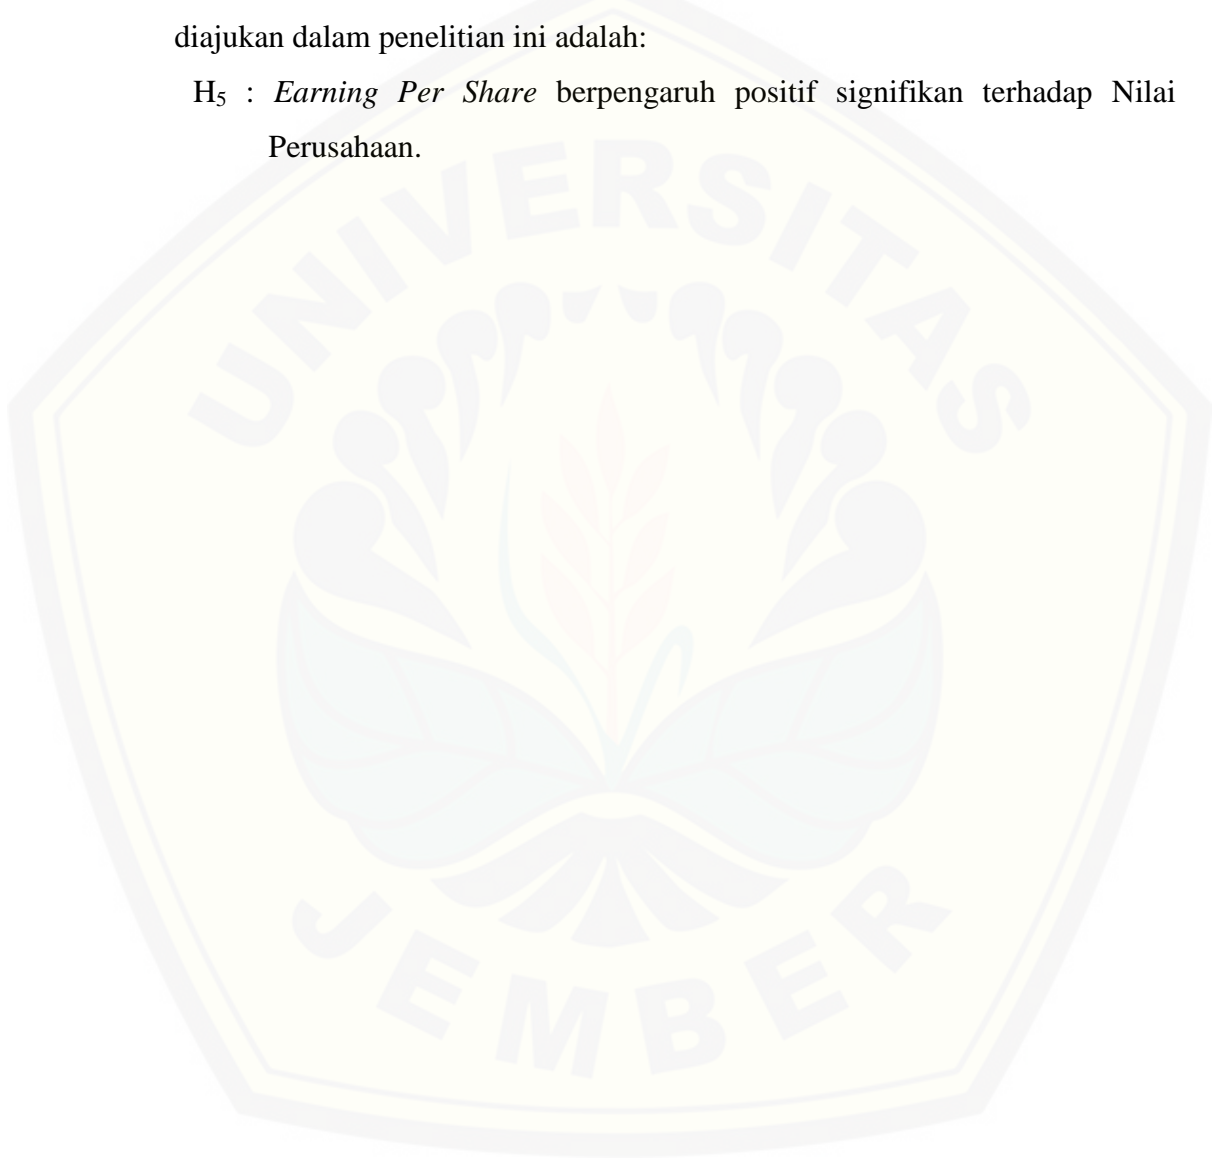 diajukan dalam penelitian ini adalah:
H₅ : Earning Per Share berpengaruh positif signifikan terhadap Nilai
Perusahaan.
UNIVERSITAS
JEMBER